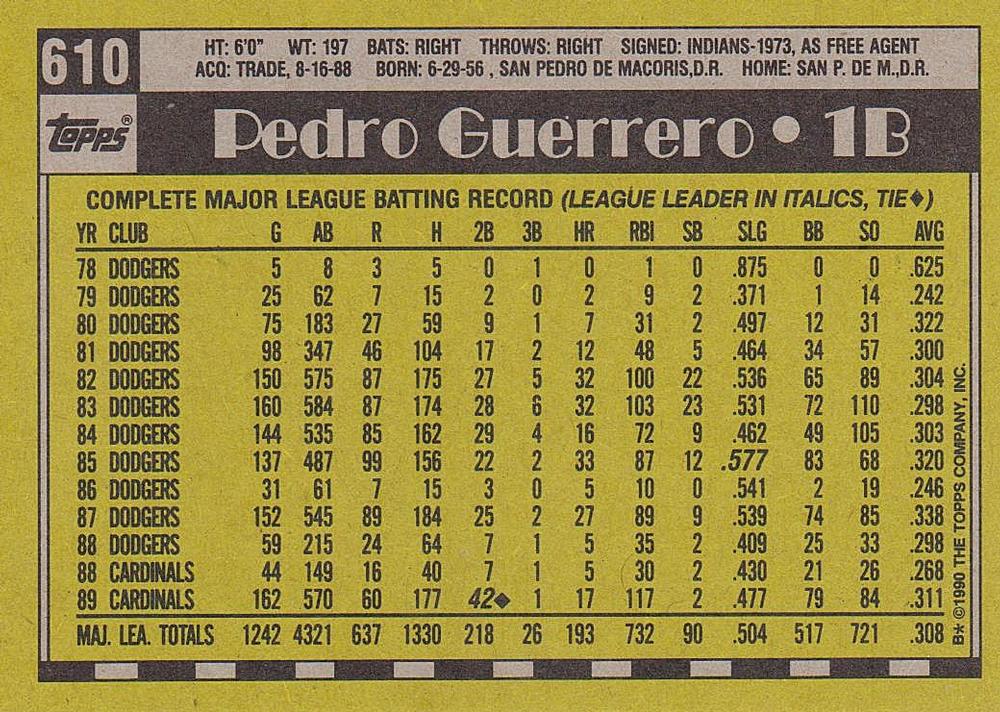 610
HT: 6'0" WT: 197 BATS: RIGHT THROWS: RIGHT SIGNED: INDIANS-1973, AS FREE AGENT
ACQ: TRADE, 8-16-88 BORN: 6-29-56 , SAN PEDRO DE MACORIS,D.R. HOME: SAN P. DE M.,D.R.
topps®
Pedro Guerrero • 1B
COMPLETE MAJOR LEAGUE BATTING RECORD (LEAGUE LEADER IN ITALICS, TIE◆)
YR CLUB G AB R H 2B 3B HR RBI SB SLG BB SO AVG
78 DODGERS 5 8 3 5 0 1 0 1 0 .875 0 0 .625
79 DODGERS 25 62 7 15 2 0 2 9 2 .371 1 14 .242
80 DODGERS 75 183 27 59 9 1 7 31 2 .497 12 31 .322
81 DODGERS 98 347 46 104 17 2 12 48 5 .464 34 57 .300
82 DODGERS 150 575 87 175 27 5 32 100 22 .536 65 89 .304
83 DODGERS 160 584 87 174 28 6 32 103 23 .531 72 110 .298
84 DODGERS 144 535 85 162 29 4 16 72 9 .462 49 105 .303
85 DODGERS 137 487 99 156 22 2 33 87 12 .577 83 68 .320
86 DODGERS 31 61 7 15 3 0 5 10 0 .541 2 19 .246
87 DODGERS 152 545 89 184 25 2 27 89 9 .539 74 85 .338
88 DODGERS 59 215 24 64 7 1 5 35 2 .409 25 33 .298
88 CARDINALS 44 149 16 40 7 1 5 30 2 .430 21 26 .268
89 CARDINALS 162 570 60 177 42◆ 1 17 117 2 .477 79 84 .311
MAJ. LEA. TOTALS 1242 4321 637 1330 218 26 193 732 90 .504 517 721 .308
B* ©1990 THE TOPPS COMPANY, INC.